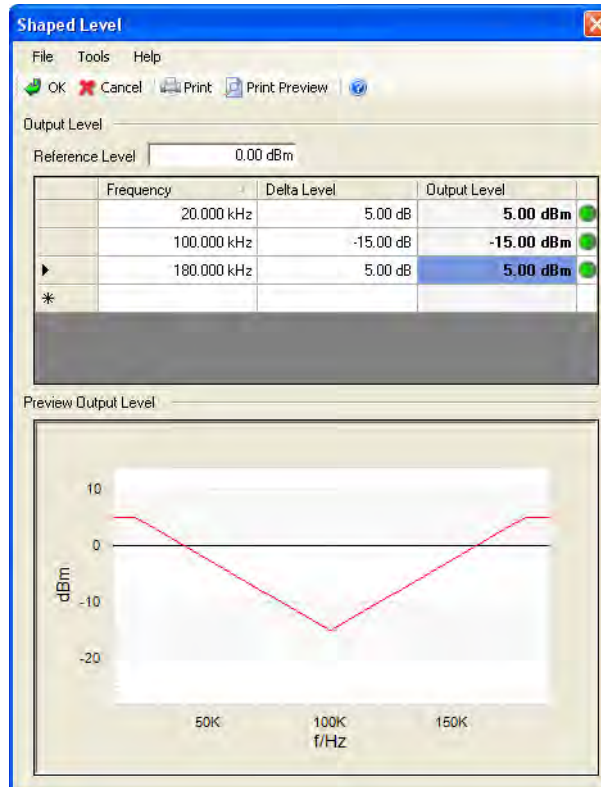 Shaped Level
File Tools Help
OK Cancel Print Print Preview
Output Level
Reference Level 0.00 dBm
Frequency Delta Level Output Level
20.000 kHz 5.00 dB 5.00 dBm
100.000 kHz -15.00 dB -15.00 dBm
180.000 kHz 5.00 dB 5.00 dBm
Preview Output Level
10
0
-10
-20
dBm
50K 100K 150K
f/Hz